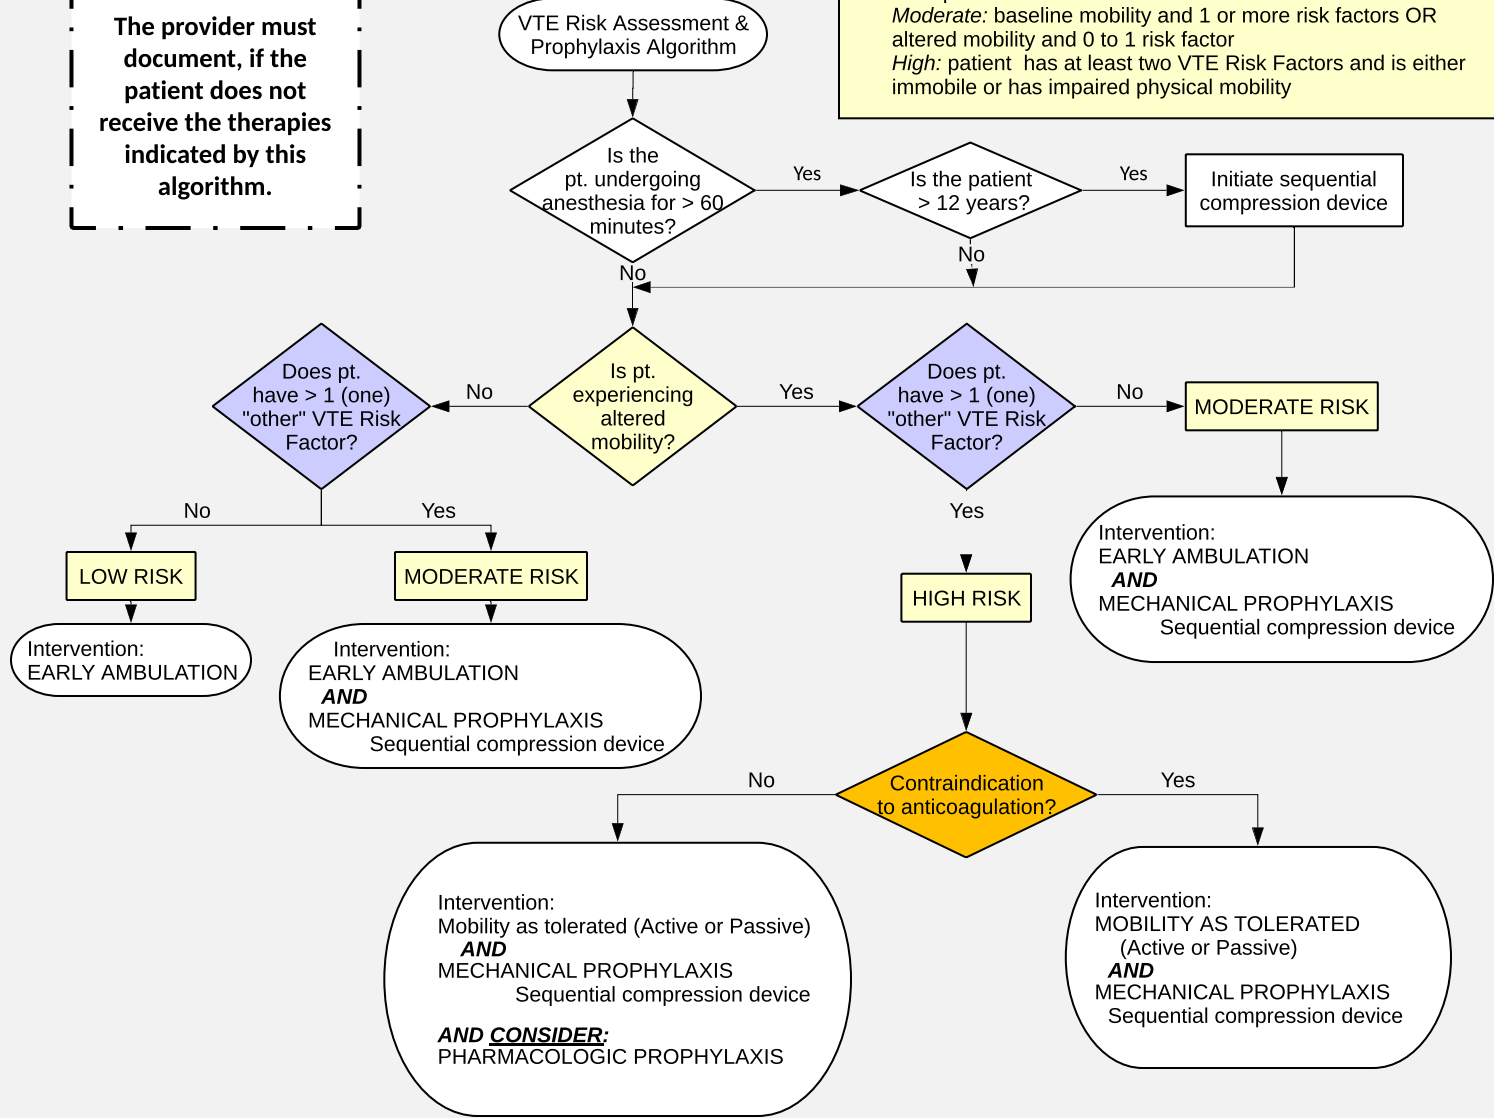 The provider must
document, if the
patient does not
receive the therapies
indicated by this
algorithm.
VTE Risk Assessment &
Prophylaxis Algorithm
Moderate: baseline mobility and 1 or more risk factors OR
altered mobility and 0 to 1 risk factor
High: patient has at least two VTE Risk Factors and is either
immobile or has impaired physical mobility
Is the
pt. undergoing
anesthesia for > 60
minutes?
Yes
Is the patient
> 12 years?
Yes
Initiate sequential
compression device
No
No
Does pt.
have > 1 (one)
"other" VTE Risk
Factor?
No
Is pt.
experiencing
altered
mobility?
Yes
Does pt.
have > 1 (one)
"other" VTE Risk
Factor?
No
MODERATE RISK
No
Yes
Yes
LOW RISK
MODERATE RISK
HIGH RISK
Intervention:
EARLY AMBULATION
AND
MECHANICAL PROPHYLAXIS
Sequential compression device
Intervention:
EARLY AMBULATION
Intervention:
EARLY AMBULATION
AND
MECHANICAL PROPHYLAXIS
Sequential compression device
No
Contraindication
to anticoagulation?
Yes
Intervention:
Mobility as tolerated (Active or Passive)
AND
MECHANICAL PROPHYLAXIS
Sequential compression device
AND CONSIDER:
PHARMACOLOGIC PROPHYLAXIS
Intervention:
MOBILITY AS TOLERATED
(Active or Passive)
AND
MECHANICAL PROPHYLAXIS
Sequential compression device